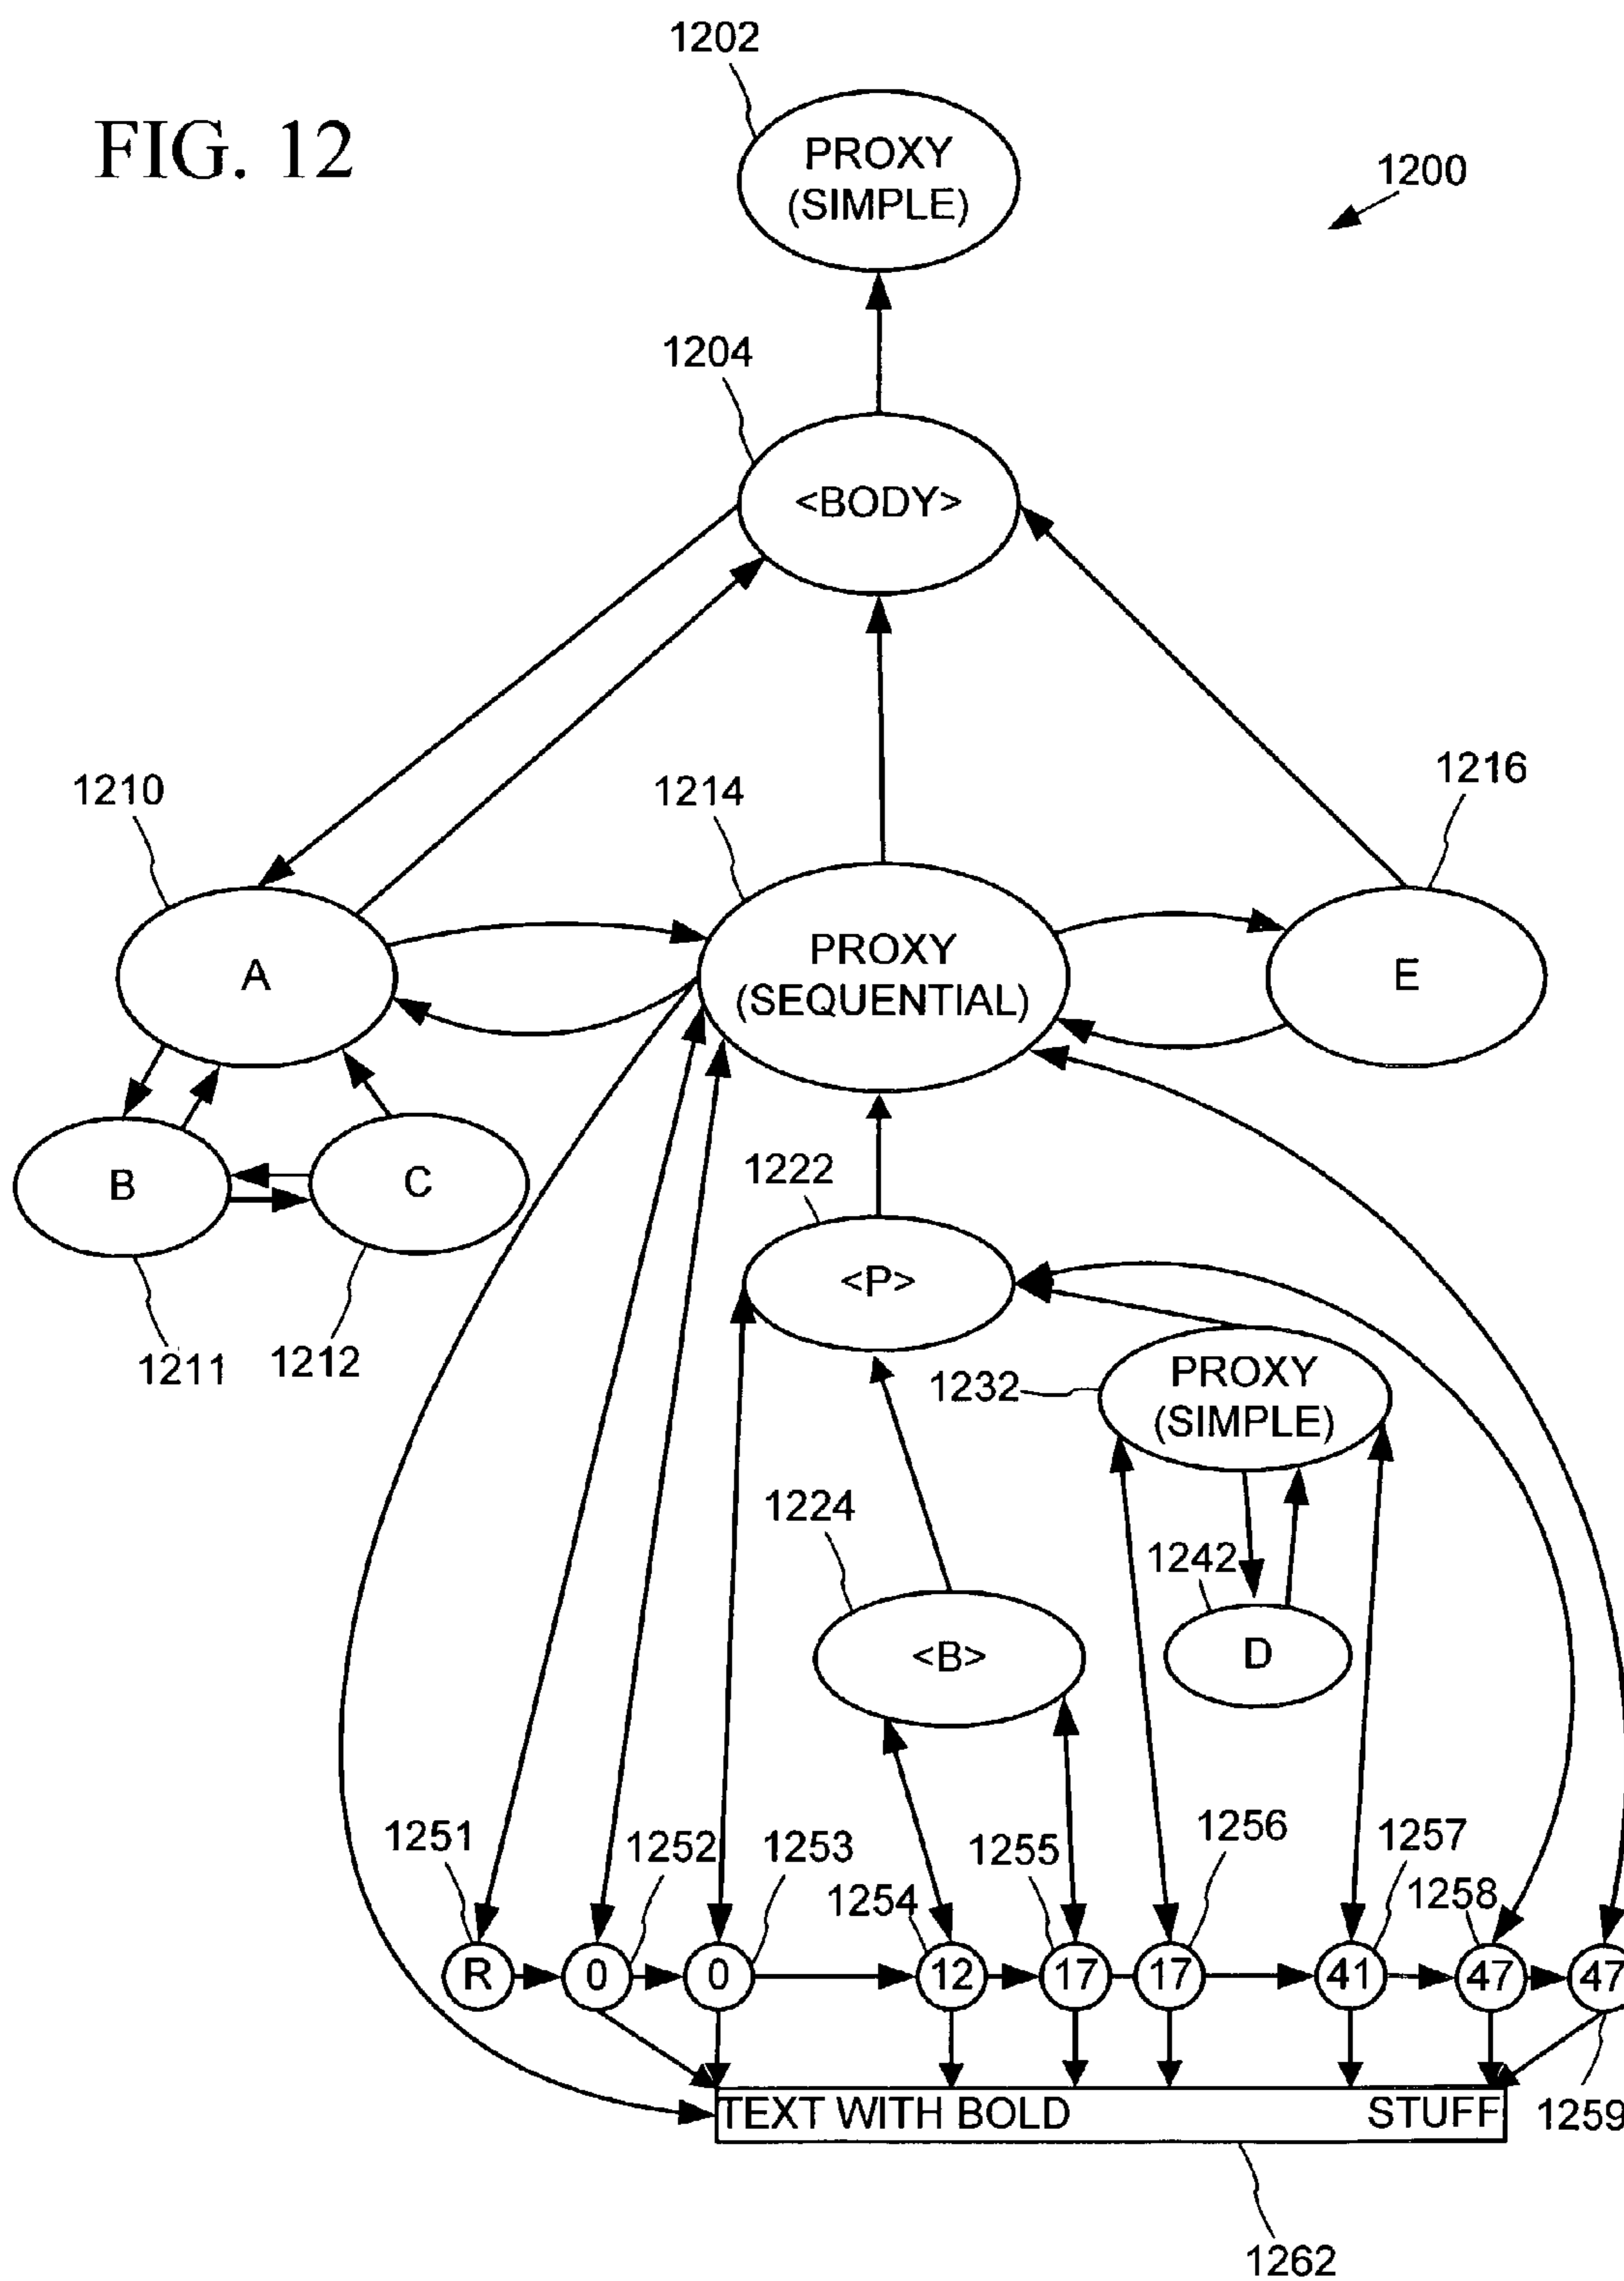 1202
FIG. 12
PROXY
(SIMPLE)
1200
1204
<BODY>
1210
1214
1216
A
PROXY
(SEQUENTIAL)
E
B
C
1222
1211
1212
<P>
1232
PROXY
(SIMPLE)
1224
1242
<B>
D
1251
1252
1253
1254
1255
1256
1257
1258
R
0
0
12
17
17
41
47
47
TEXT WITH BOLD
STUFF
1259
1262